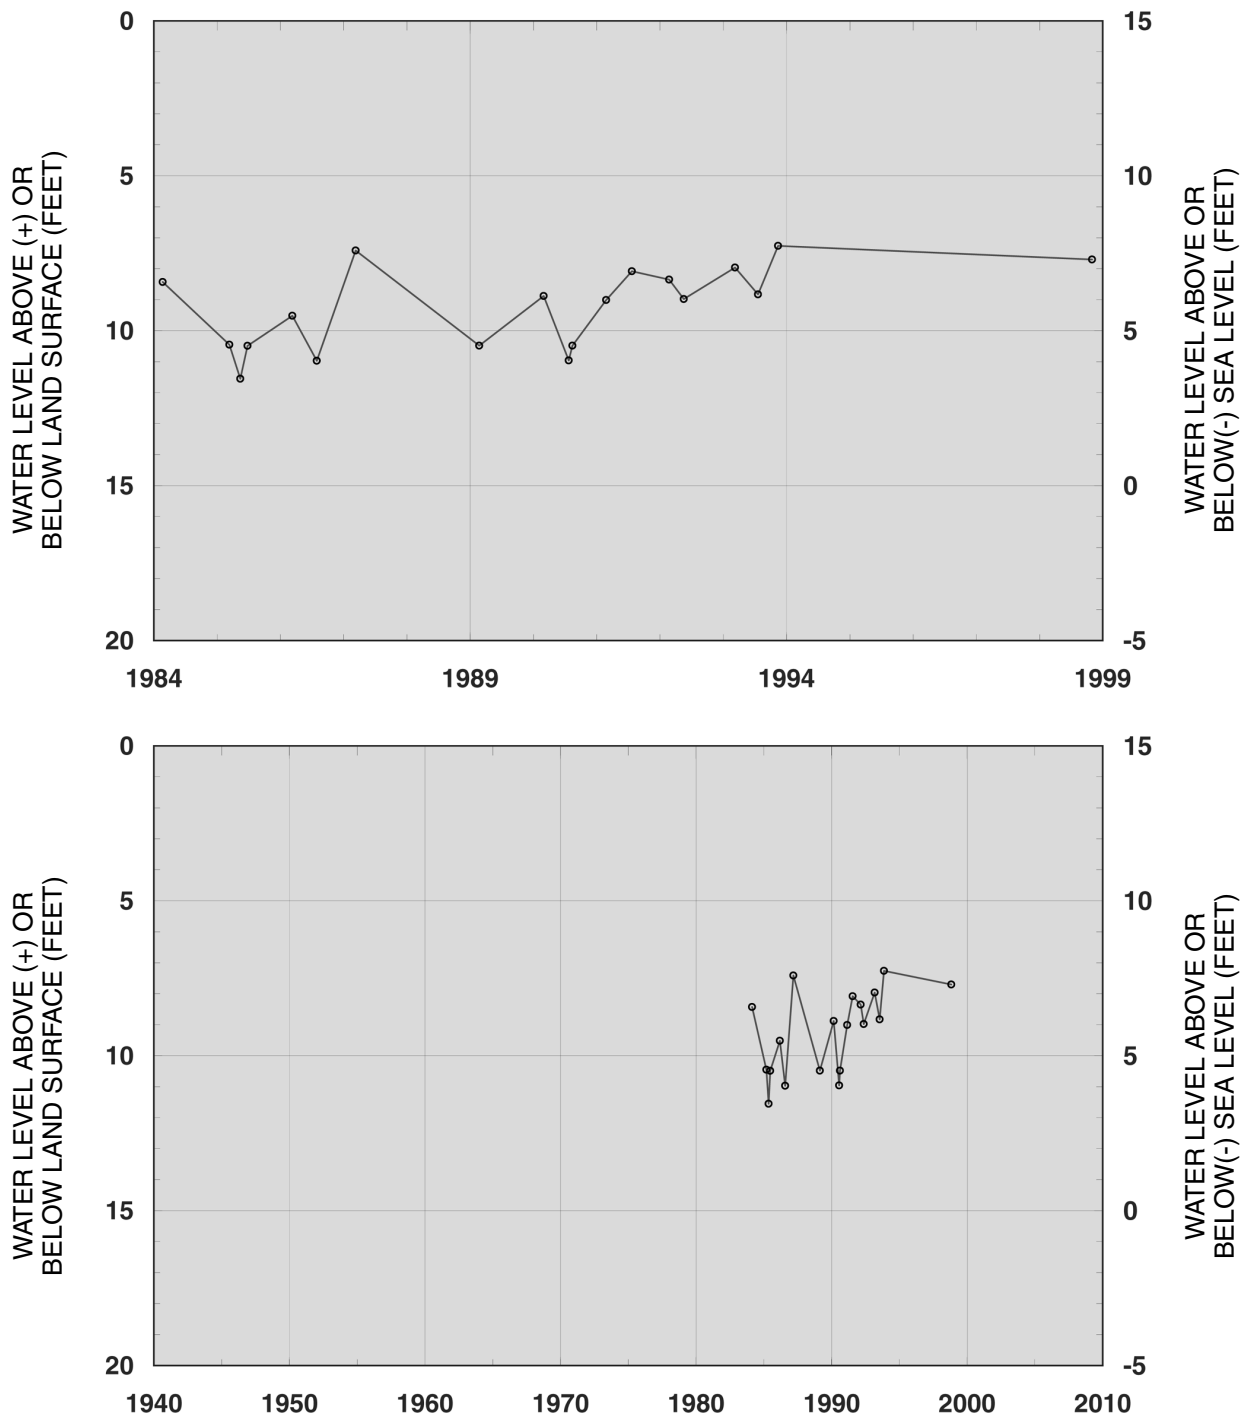 WATER LEVEL ABOVE (+) OR
BELOW LAND SURFACE (FEET)
0
5
10
15
20
15
10
5
0
-5
WATER LEVEL ABOVE OR
BELOW(-) SEA LEVEL (FEET)
1984 1989 1994 1999
WATER LEVEL ABOVE (+) OR
BELOW LAND SURFACE (FEET)
0
5
10
15
20
15
10
5
0
-5
WATER LEVEL ABOVE OR
BELOW(-) SEA LEVEL (FEET)
1940 1950 1960 1970 1980 1990 2000 2010